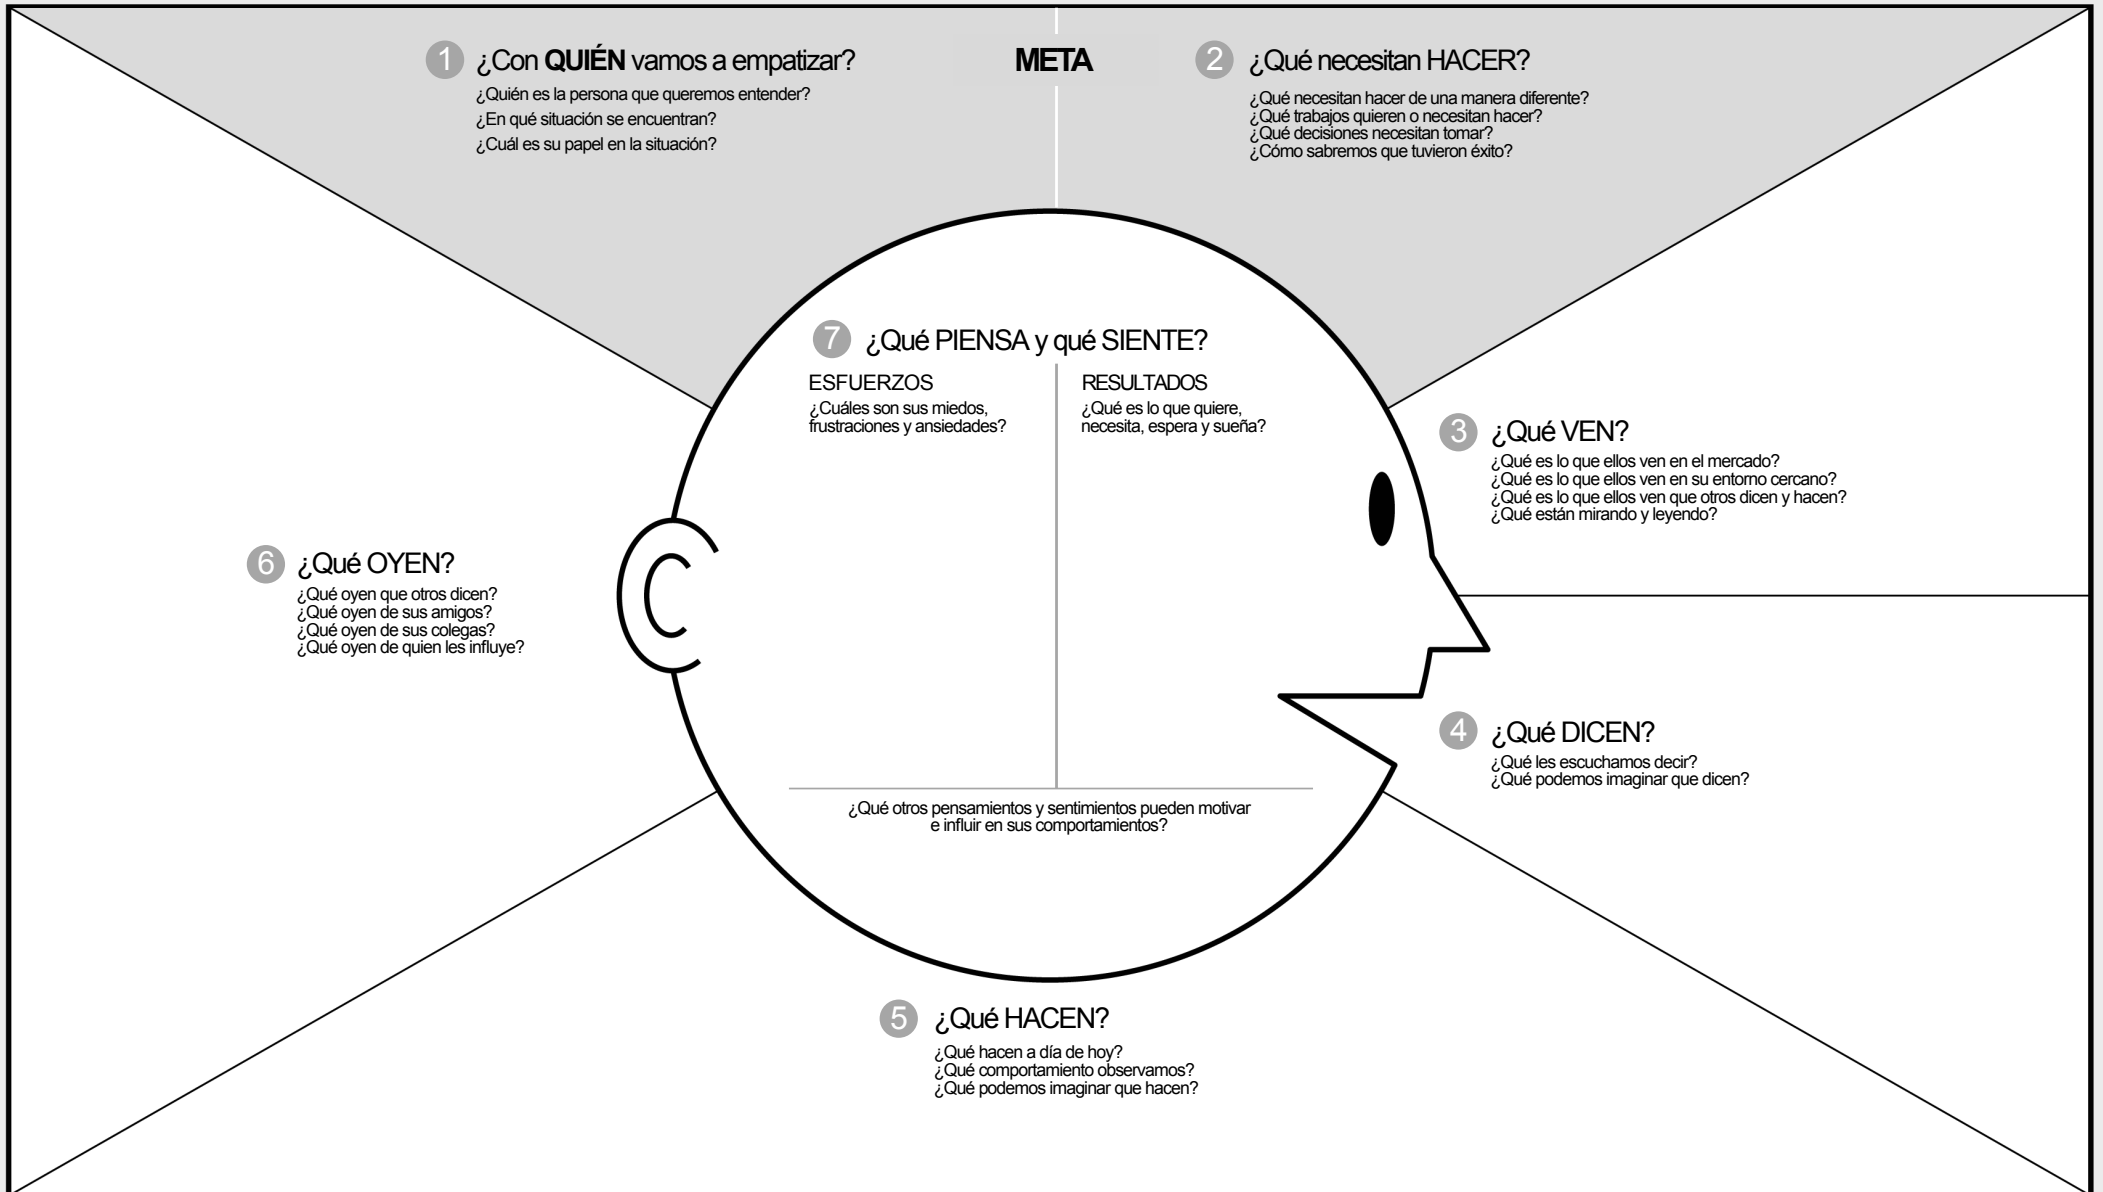 META
1 ¿Con QUIÉN vamos a empatizar?
¿Quién es la persona que queremos entender?
¿En qué situación se encuentran?
¿Cuál es su papel en la situación?
2 ¿Qué necesitan HACER?
¿Qué necesitan hacer de una manera diferente?
¿Qué trabajos quieren o necesitan hacer?
¿Qué decisiones necesitan tomar?
¿Cómo sabremos que tuvieron éxito?
3 ¿Qué VEN?
¿Qué es lo que ellos ven en el mercado?
¿Qué es lo que ellos ven en su entorno cercano?
¿Qué es lo que ellos ven que otros dicen y hacen?
¿Qué están mirando y leyendo?
4 ¿Qué DICEN?
¿Qué les escuchamos decir?
¿Qué podemos imaginar que dicen?
5 ¿Qué HACEN?
¿Qué hacen a día de hoy?
¿Qué comportamiento observamos?
¿Qué podemos imaginar que hacen?
6 ¿Qué OYEN?
¿Qué oyen que otros dicen?
¿Qué oyen de sus amigos?
¿Qué oyen de sus colegas?
¿Qué oyen de quien les influye?
7 ¿Qué PIENSA y qué SIENTE?
ESFUERZOS
¿Cuáles son sus miedos,
frustraciones y ansiedades?
RESULTADOS
¿Qué es lo que quiere,
necesita, espera y sueña?
¿Qué otros pensamientos y sentimientos pueden motivar
e influir en sus comportamientos?